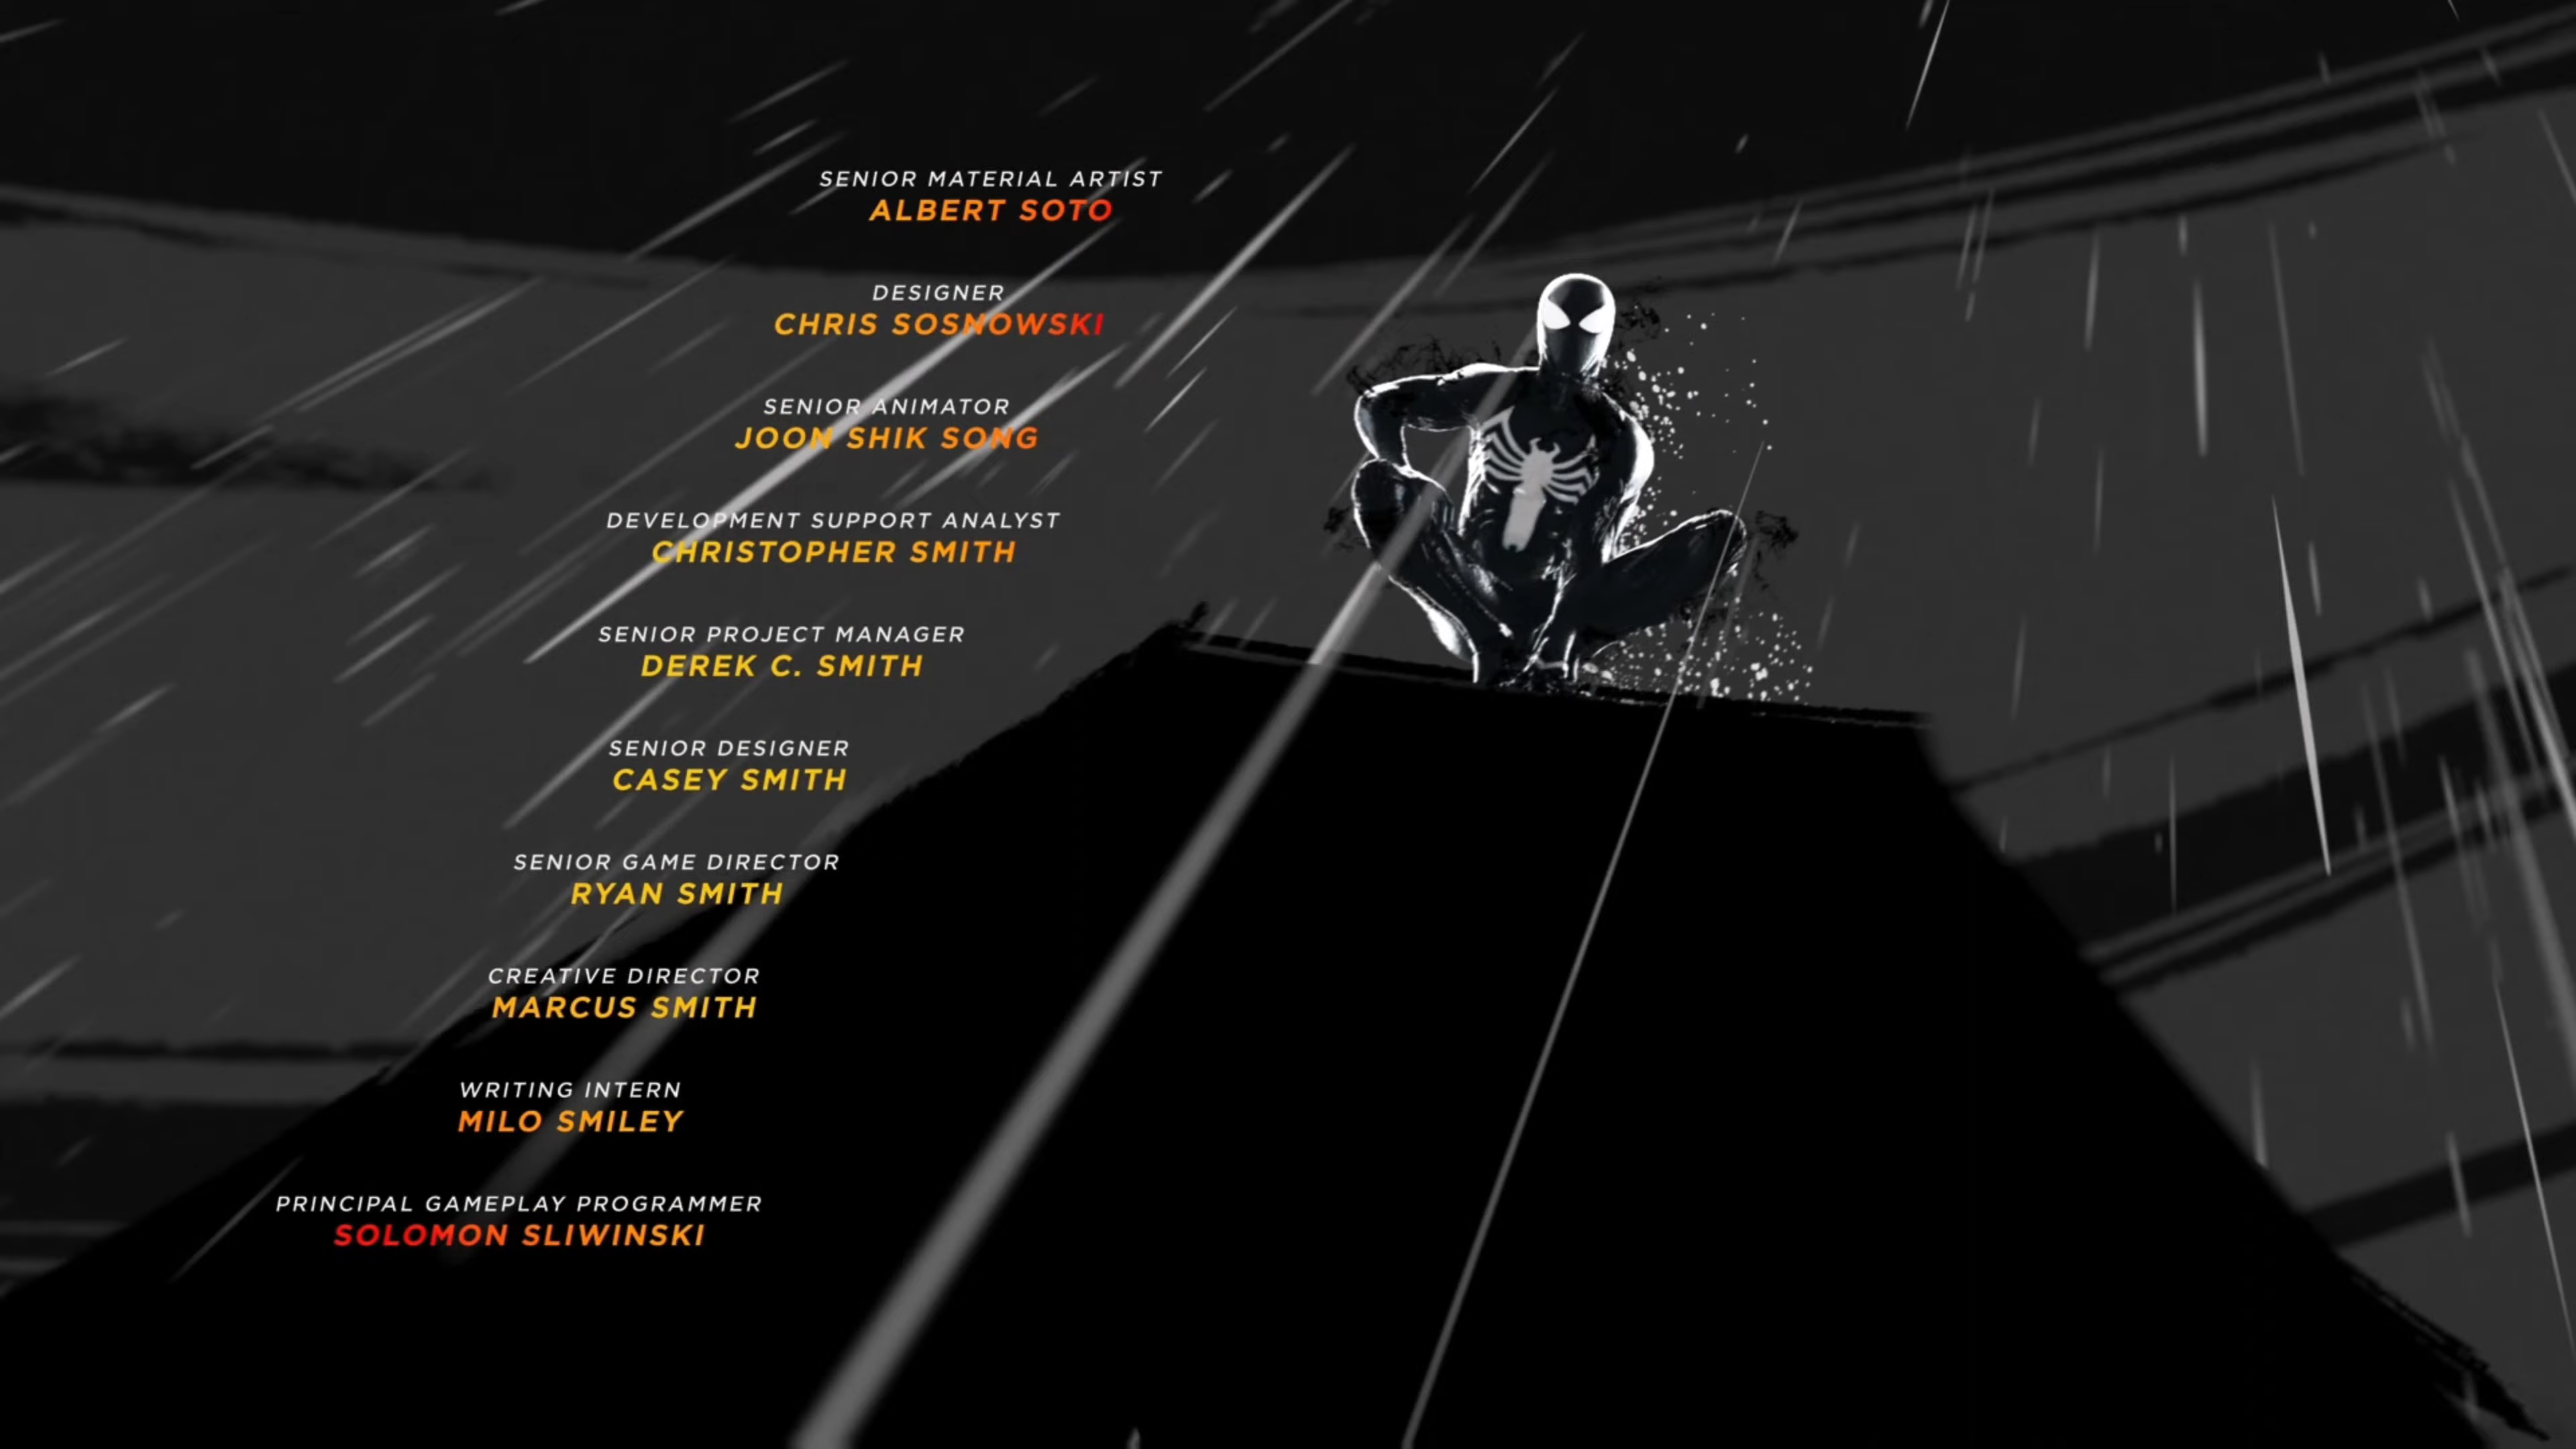 SENIOR MATERIAL ARTIST
ALBERT SOTO
DESIGNER
CHRIS SOSNOWSKI
SENIOR ANIMATOR
JOON SHIK SONG
DEVELOPMENT SUPPORT ANALYST
CHRISTOPHER SMITH
SENIOR PROJECT MANAGER
DEREK C. SMITH
SENIOR DESIGNER
CASEY SMITH
SENIOR GAME DIRECTOR
RYAN SMITH
CREATIVE DIRECTOR
MARCUS SMITH
WRITING INTERN
MILO SMILEY
PRINCIPAL GAMEPLAY PROGRAMMER
SOLOMON SLIWINSKI